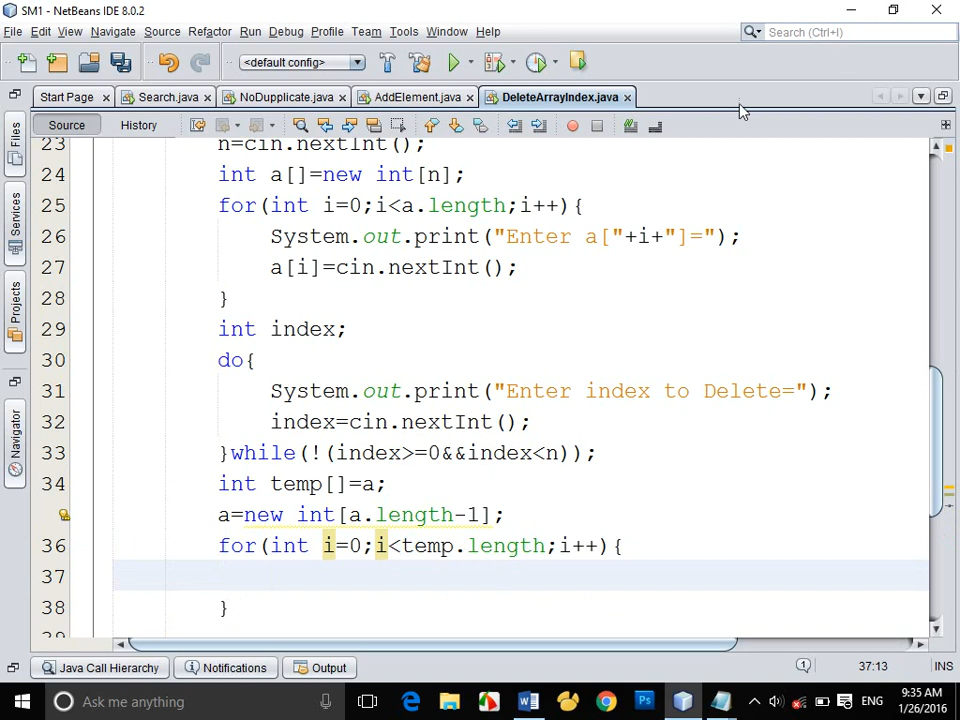 SM1 - NetBeans IDE 8.0.2
File Edit View Navigate Source Refactor Run Debug Profile Team Tools Window Help
Search (Ctrl+I)
<default config>
Start Page
Search.java
NoDupplicate.java
AddElement.java
DeleteArrayIndex.java
Source
History
Files
Services
Projects
Navigator
23 n=cin.nextInt();
24 int a[]=new int[n];
25 for(int i=0;i<a.length;i++){
26 System.out.print("Enter a["+i+"]=");
27 a[i]=cin.nextInt();
28 }
29 int index;
30 do{
31 System.out.print("Enter index to Delete=");
32 index=cin.nextInt();
33 }while(!(index>=0&&index<n));
34 int temp[]=a;
35 a=new int[a.length-1];
36 for(int i=0;i<temp.length;i++){
37
38 }
39
Java Call Hierarchy
Notifications
Output
1
37:13
INS
Ask me anything
ENG
9:35 AM
1/26/2016